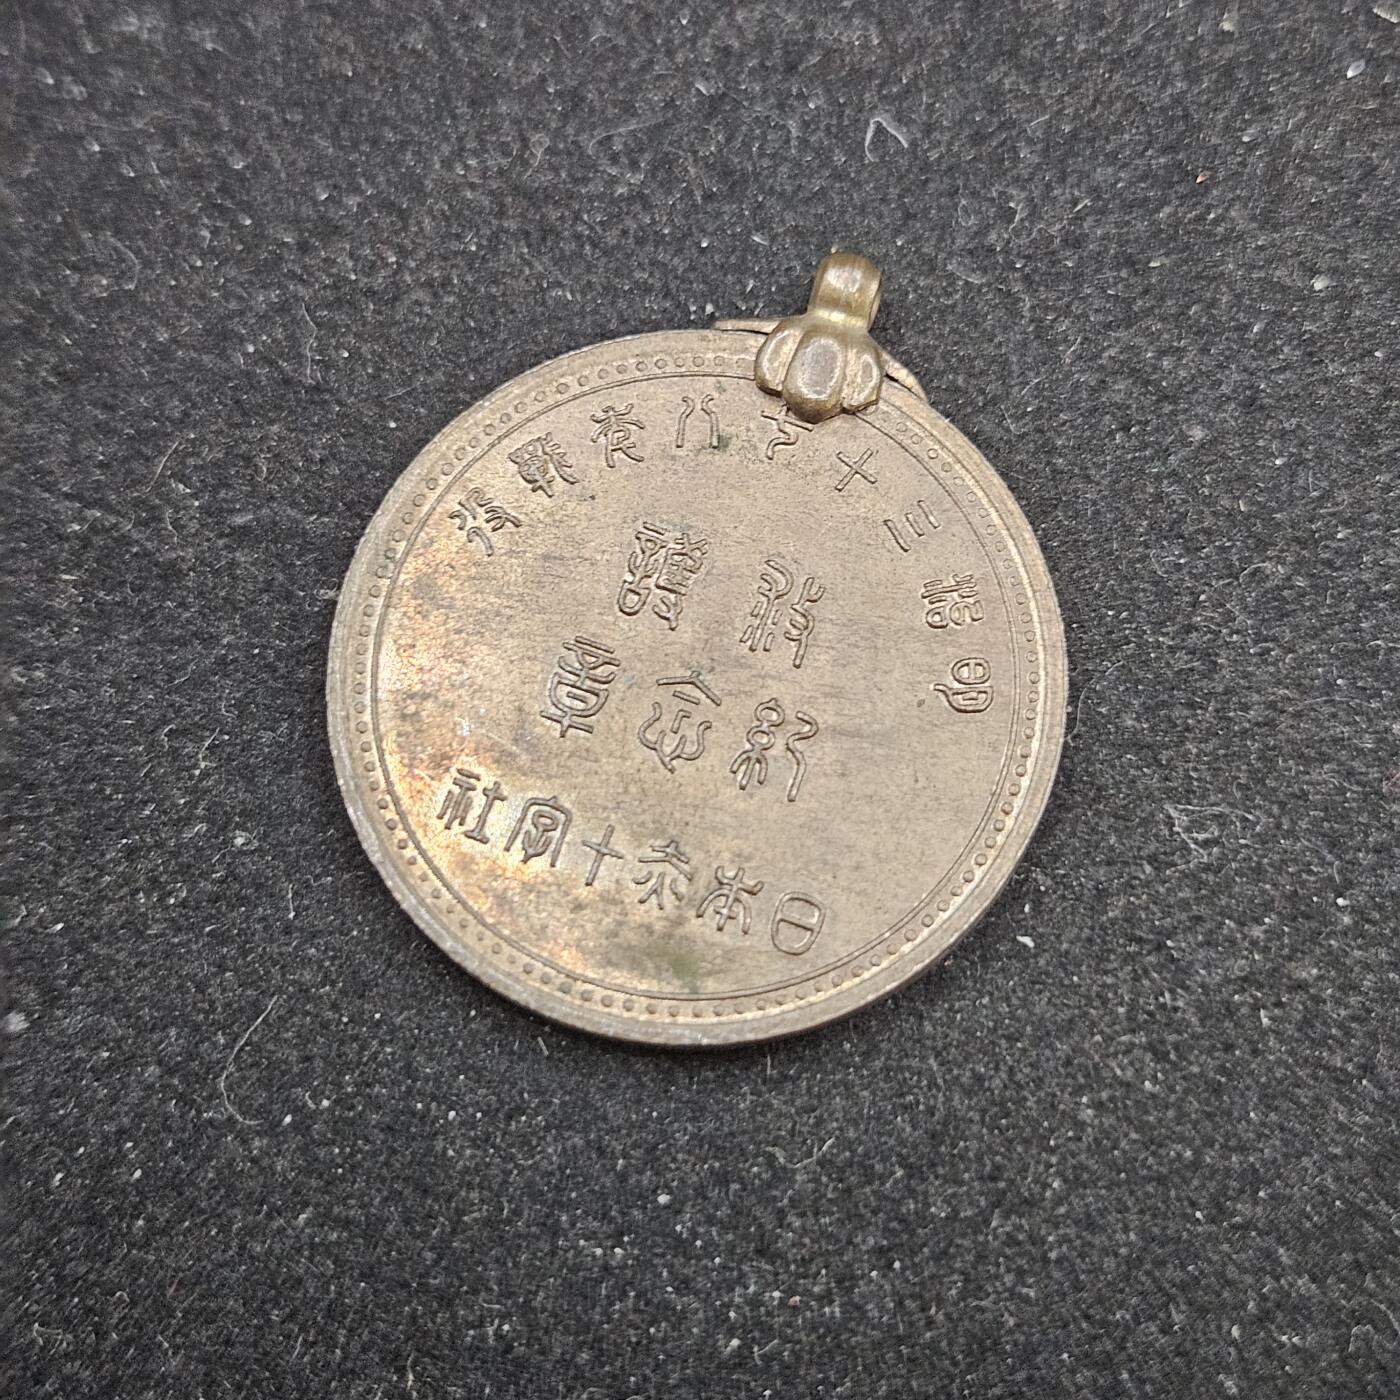 明治三十七八年戰役
救護
紀念章
日本赤十字社